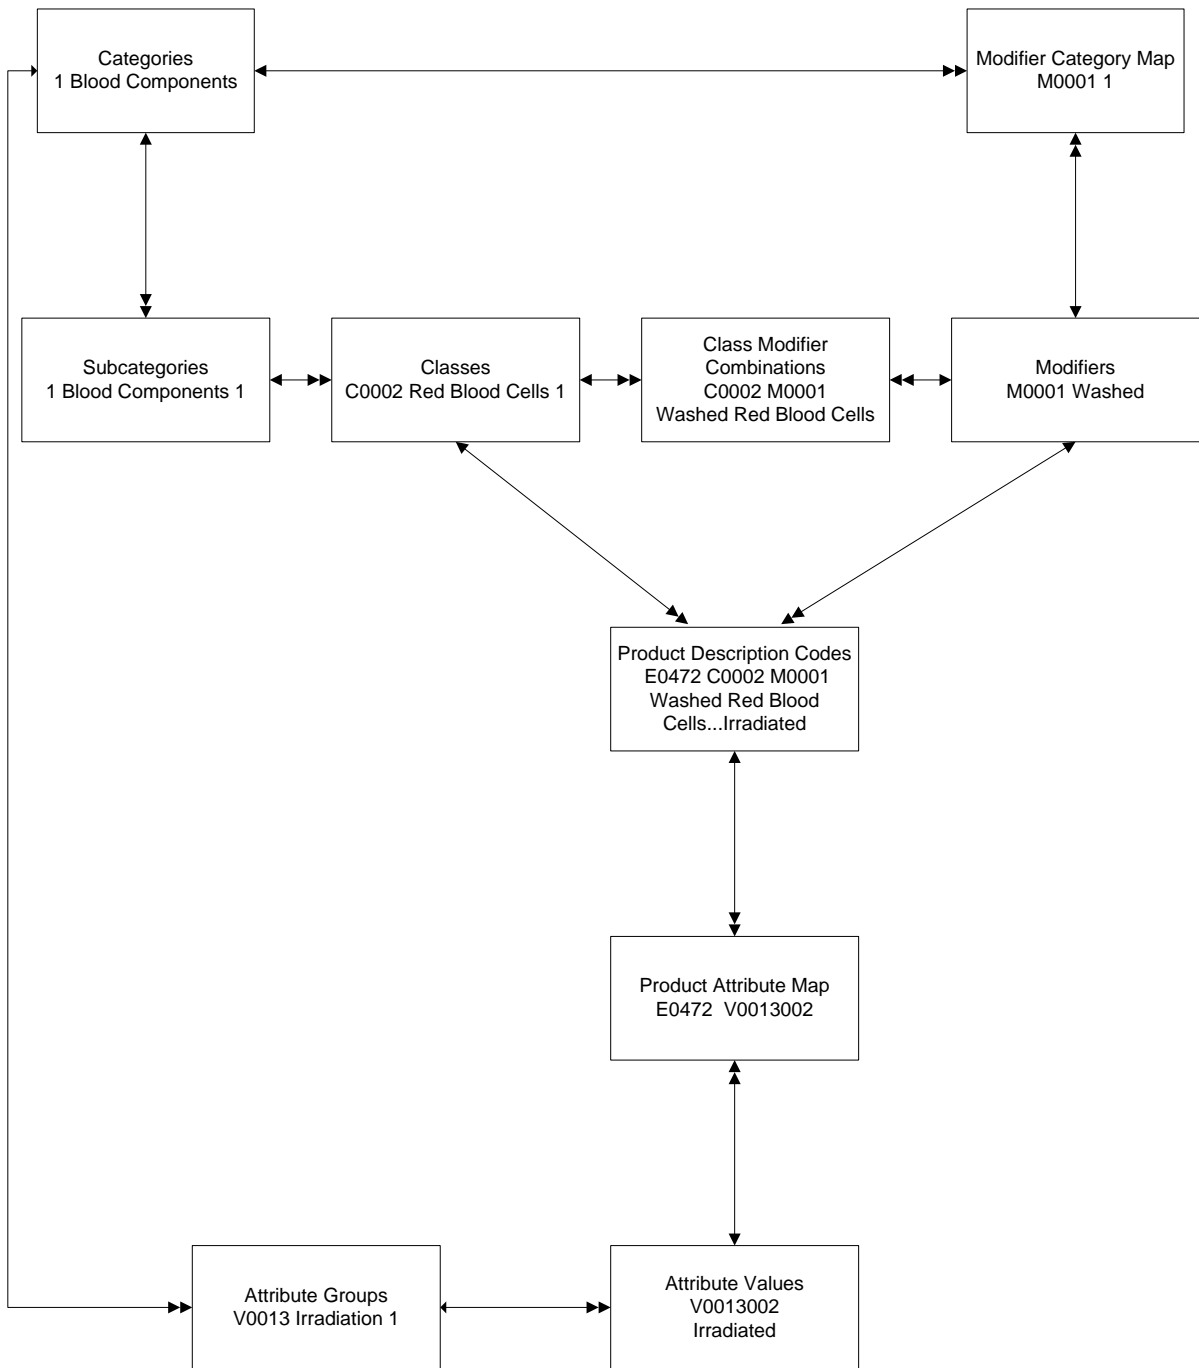 Categories
1 Blood Components
Modifier Category Map
M0001 1
Subcategories
1 Blood Components 1
Classes
C0002 Red Blood Cells 1
Class Modifier
Combinations
C0002 M0001
Washed Red Blood Cells
Modifiers
M0001 Washed
Product Description Codes
E0472 C0002 M0001
Washed Red Blood
Cells...Irradiated
Product Attribute Map
E0472  V0013002
Attribute Groups
V0013 Irradiation 1
Attribute Values
V0013002
Irradiated